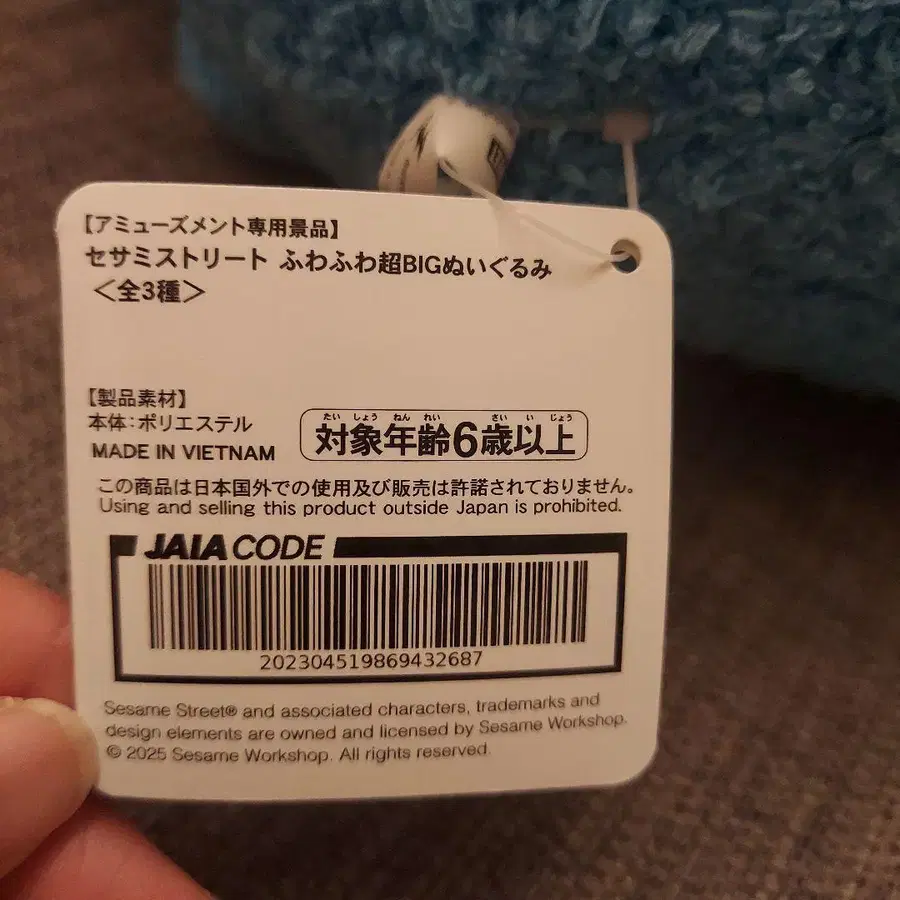 【アミューズメント専用景品】
セサミストリート ふわふわ超BIGぬいぐるみ
＜全3種＞
【製品素材】
本体：ポリエステル
MADE IN VIETNAM
たい しょう ねん れい さい い じょう
対象年齢6歳以上
この商品は日本国外での使用及び販売は許諾されておりません。
Using and selling this product outside Japan is prohibited.
JAIA CODE
202304519869432687
Sesame Street® and associated characters, trademarks and
design elements are owned and licensed by Sesame Workshop.
© 2025 Sesame Workshop. All rights reserved.